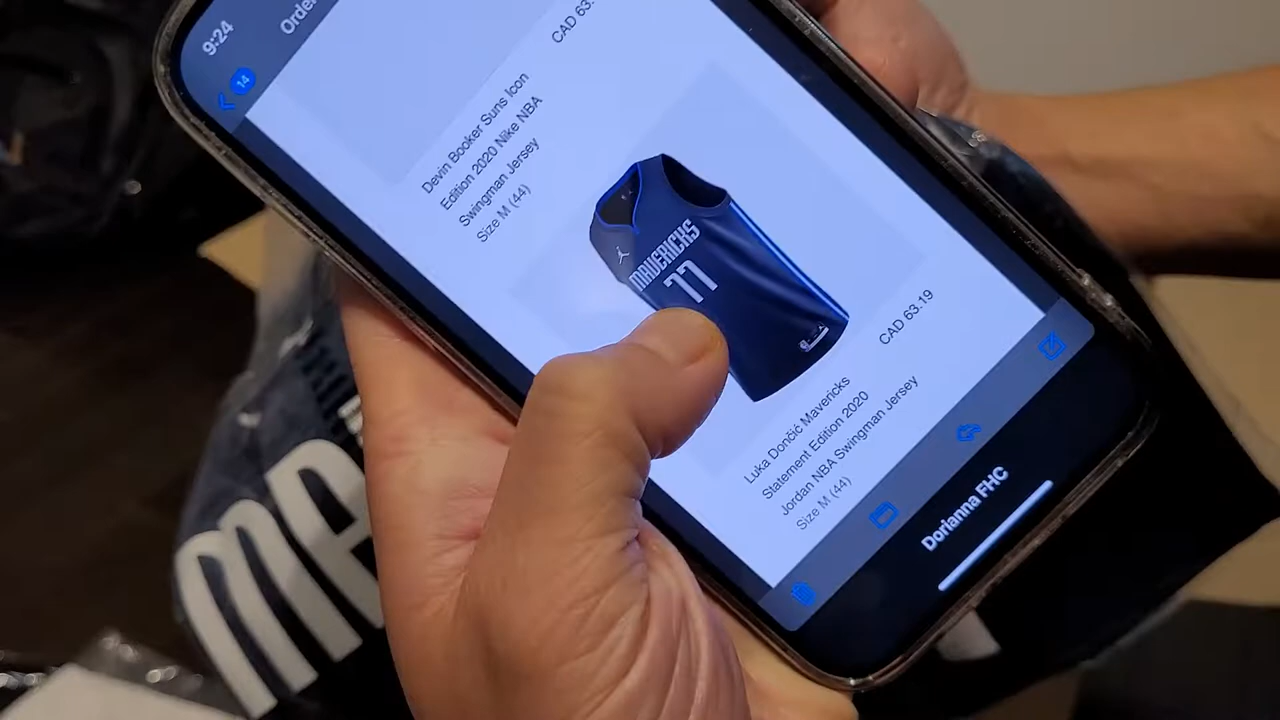 9:24
14
CAD 63.
Devin Booker Suns Icon
Edition 2020 Nike NBA
Swingman Jersey
Size M (44)
MAVERICKS
77
CAD 63.19
Luka Dončić Mavericks
Statement Edition 2020
Jordan NBA Swingman Jersey
Size M (44)
Dorianna FHC
MA